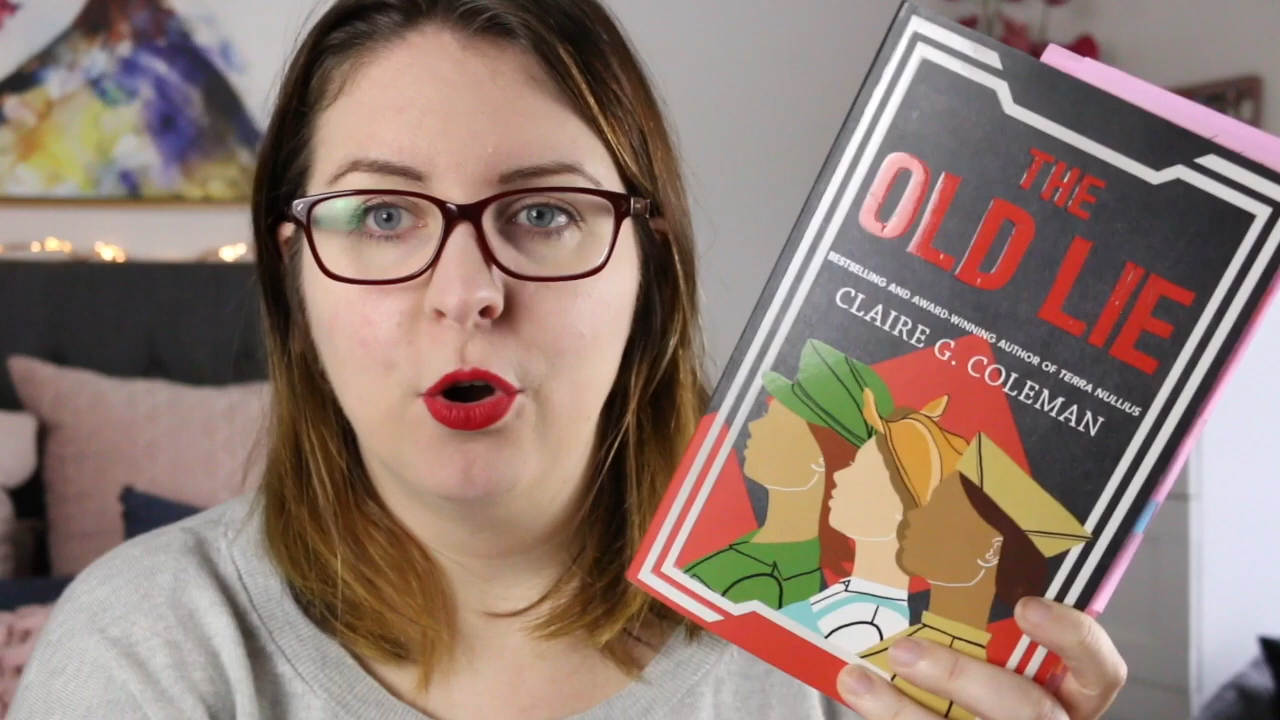 THE
OLD LIE
BESTSELLING AND AWARD-WINNING AUTHOR OF TERRA NULLIUS
CLAIRE G. COLEMAN